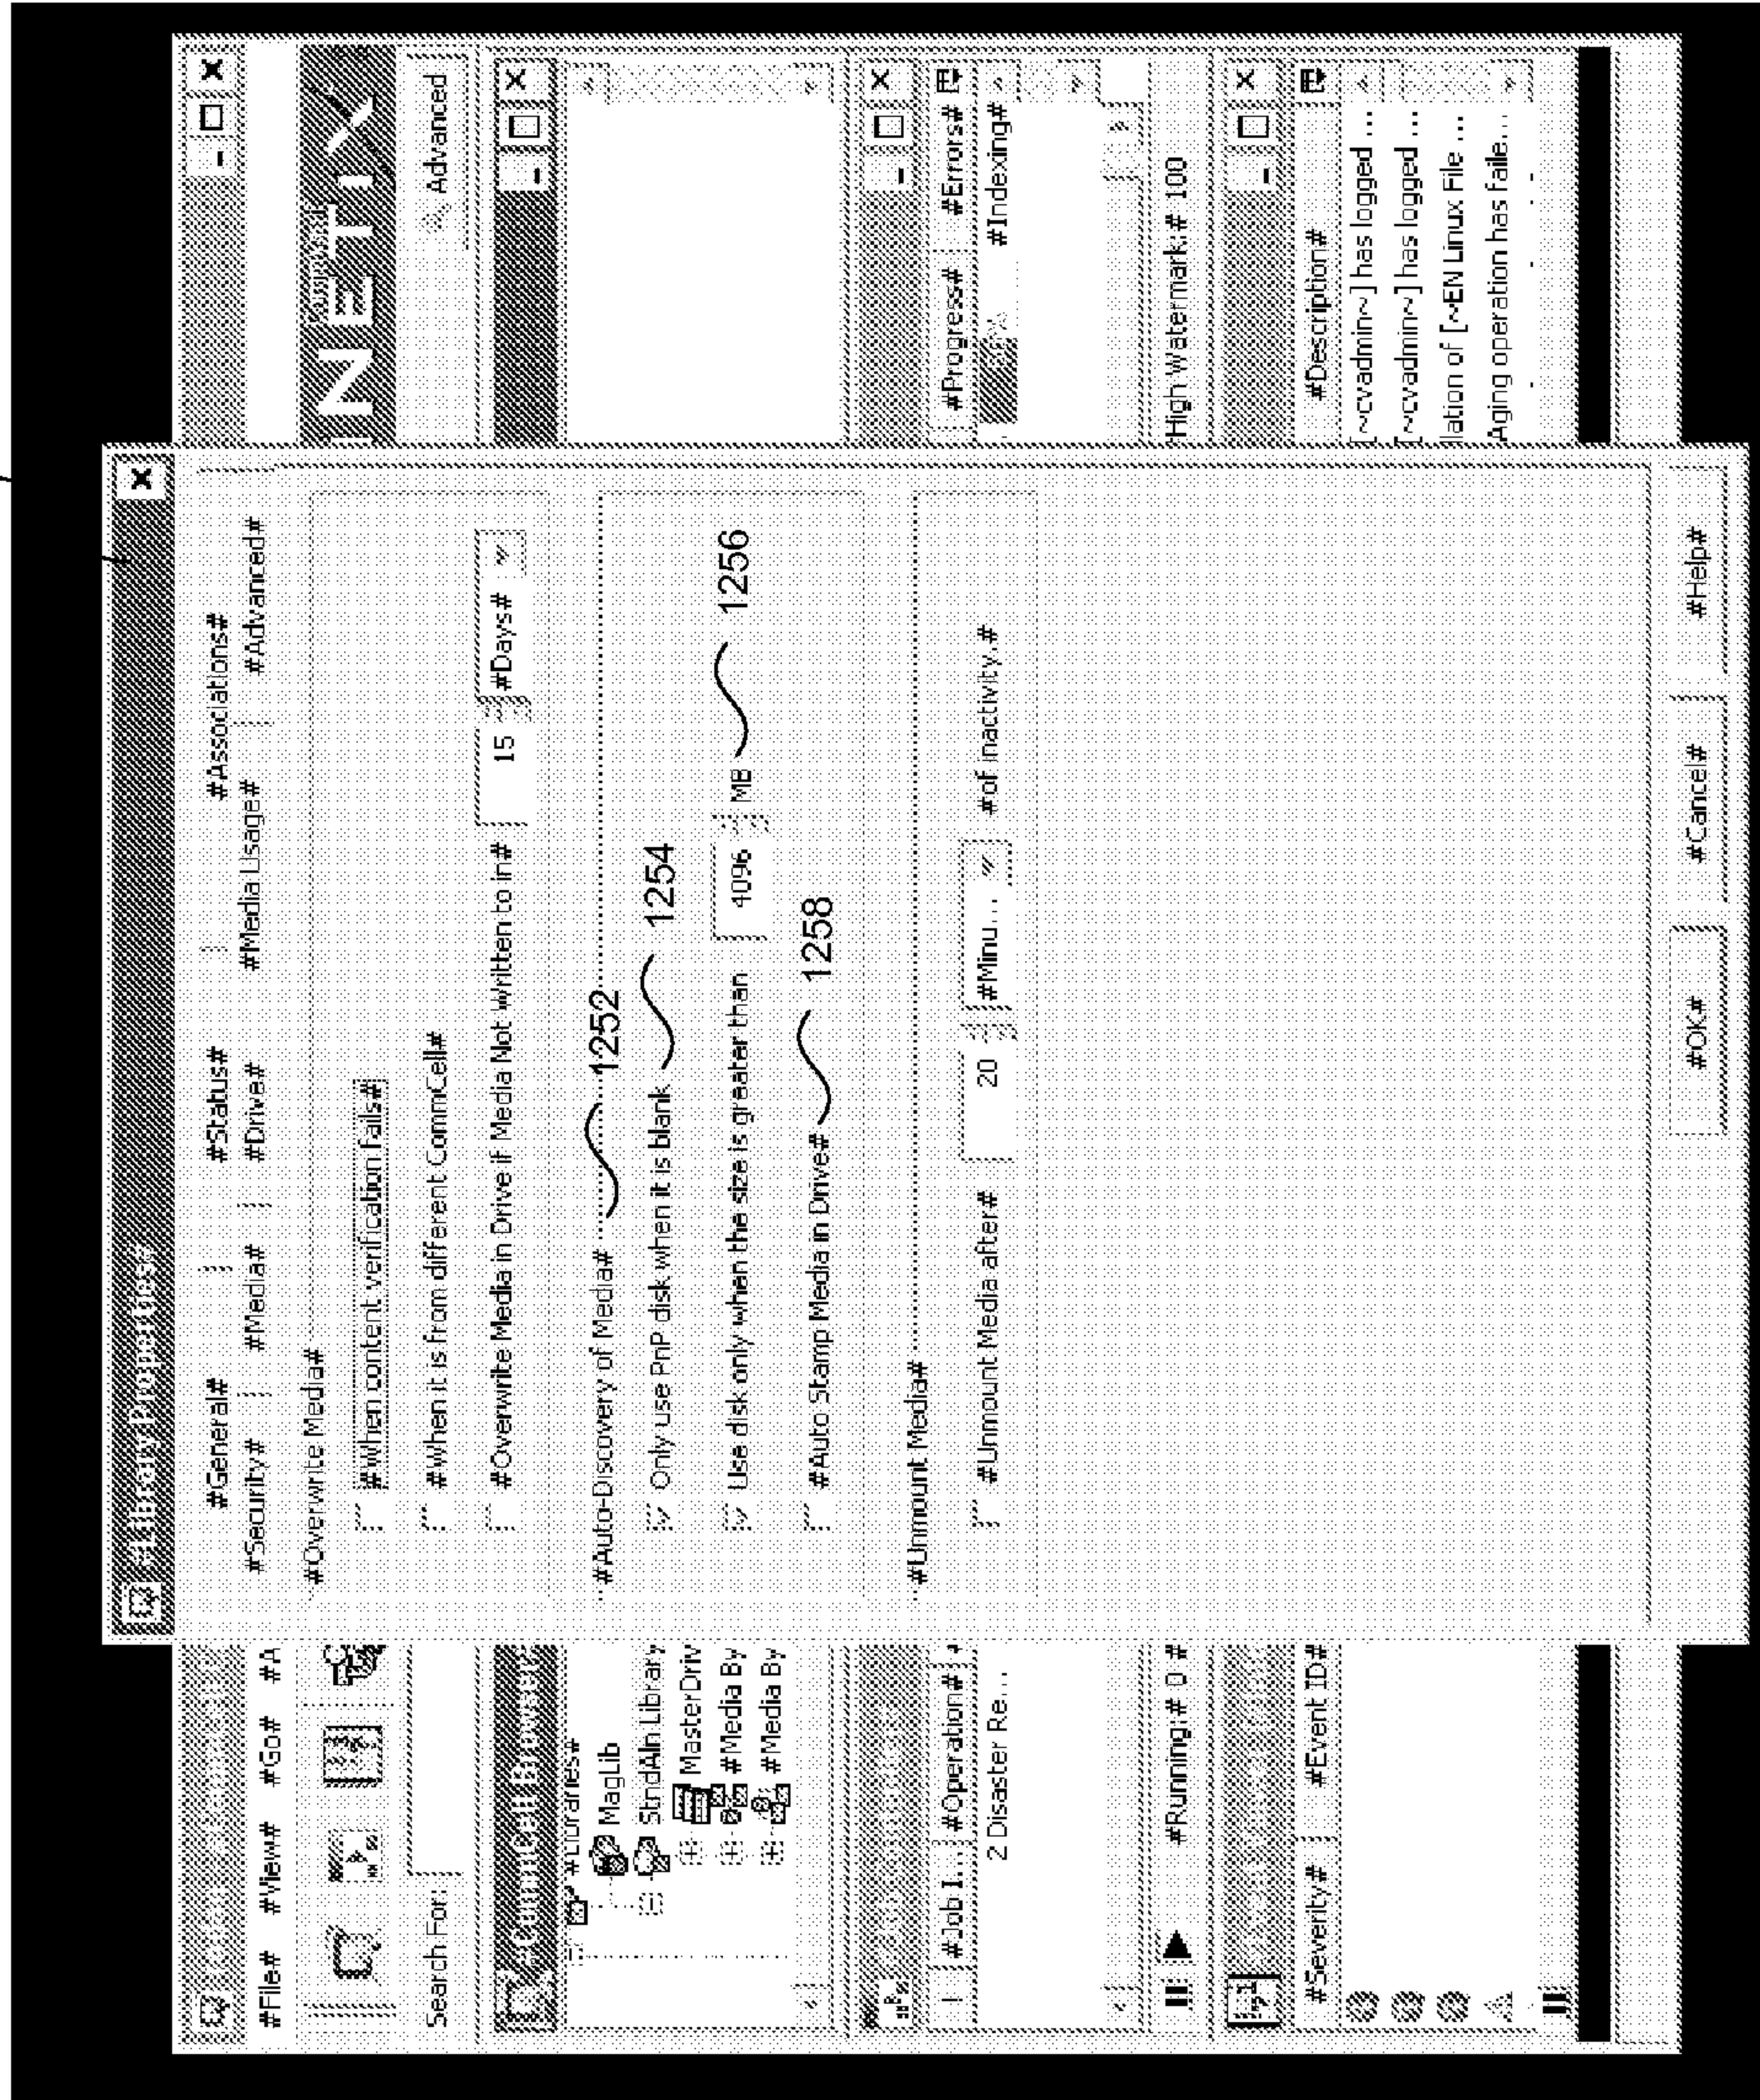 #Library Properties#
#General# #Status# #Associations#
#Security# #Media# #Drive# #Media Usage# #Advanced#
#Overwrite Media#
#When content verification fails#
#When it is from different CommCell#
#Overwrite Media in Drive if Media Not Written to in# 15 #Days#
#Auto-Discovery of Media# 1252
Only use PnP disk when it is blank 1254
Use disk only when the size is greater than 4096 MB 1256
#Auto Stamp Media in Drive# 1258
#Unmount Media#
#Unmount Media after# 20 #Minu... #of inactivity.#
#OK# #Cancel# #Help#
#File# #View# #Go# #A
NETIX
Search For: Advanced
#CommCell Browser
#Libraries#
MagLib
StndAln Library
MasterDriv
#Media By
#Media By
#Job I... #Operation# #Progress# #Errors#
2 Disaster Re... #Indexing#
#Running:# 0 # High Watermark:# 100
#Severity# #Event ID# #Description#
[~cvadmin~] has logged ...
[~cvadmin~] has logged ...
lation of [~EN Linux File ...
Aging operation has faile...